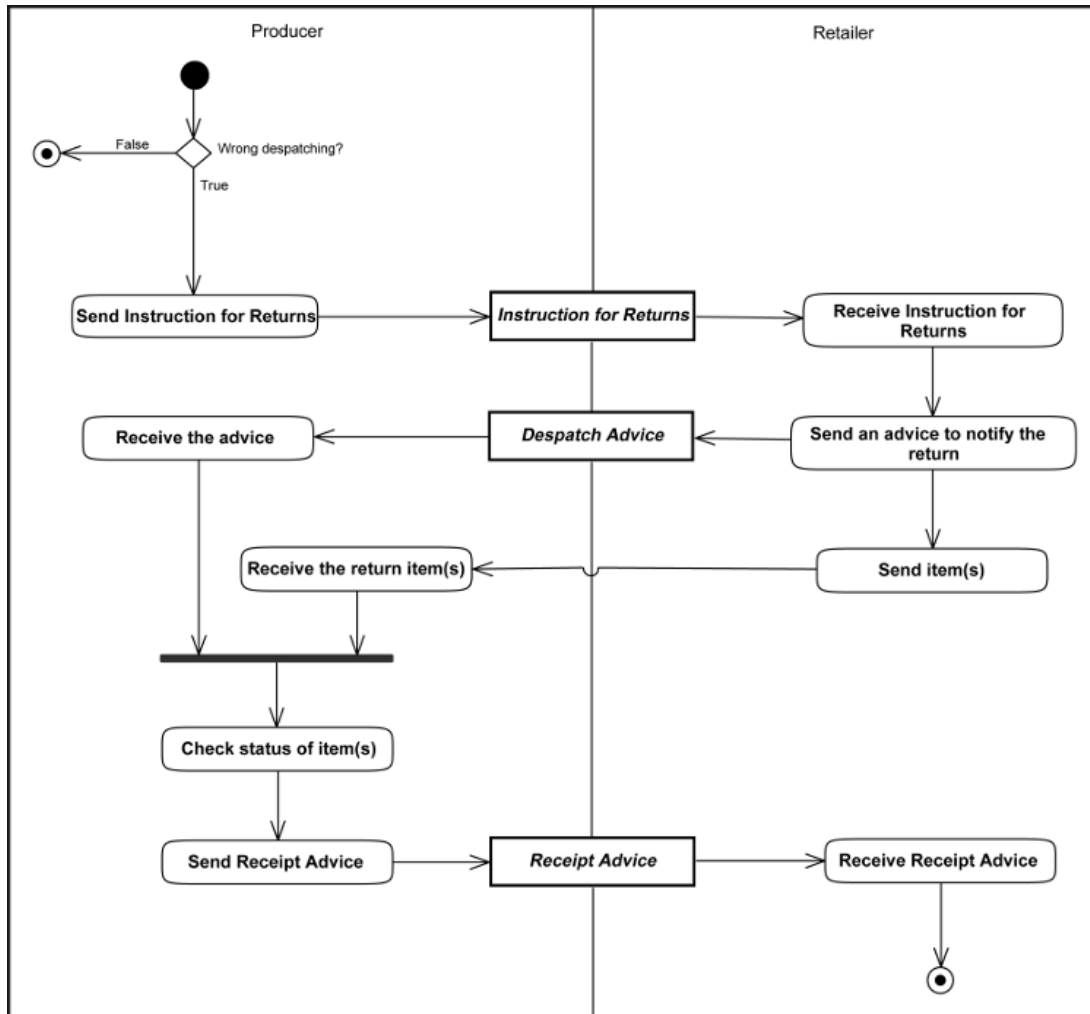 Producer
Retailer
False
Wrong despatching?
True
Send Instruction for Returns
Instruction for Returns
Receive Instruction for
Returns
Receive the advice
Despatch Advice
Send an advice to notify the
return
Receive the return item(s)
Send item(s)
Check status of item(s)
Send Receipt Advice
Receipt Advice
Receive Receipt Advice